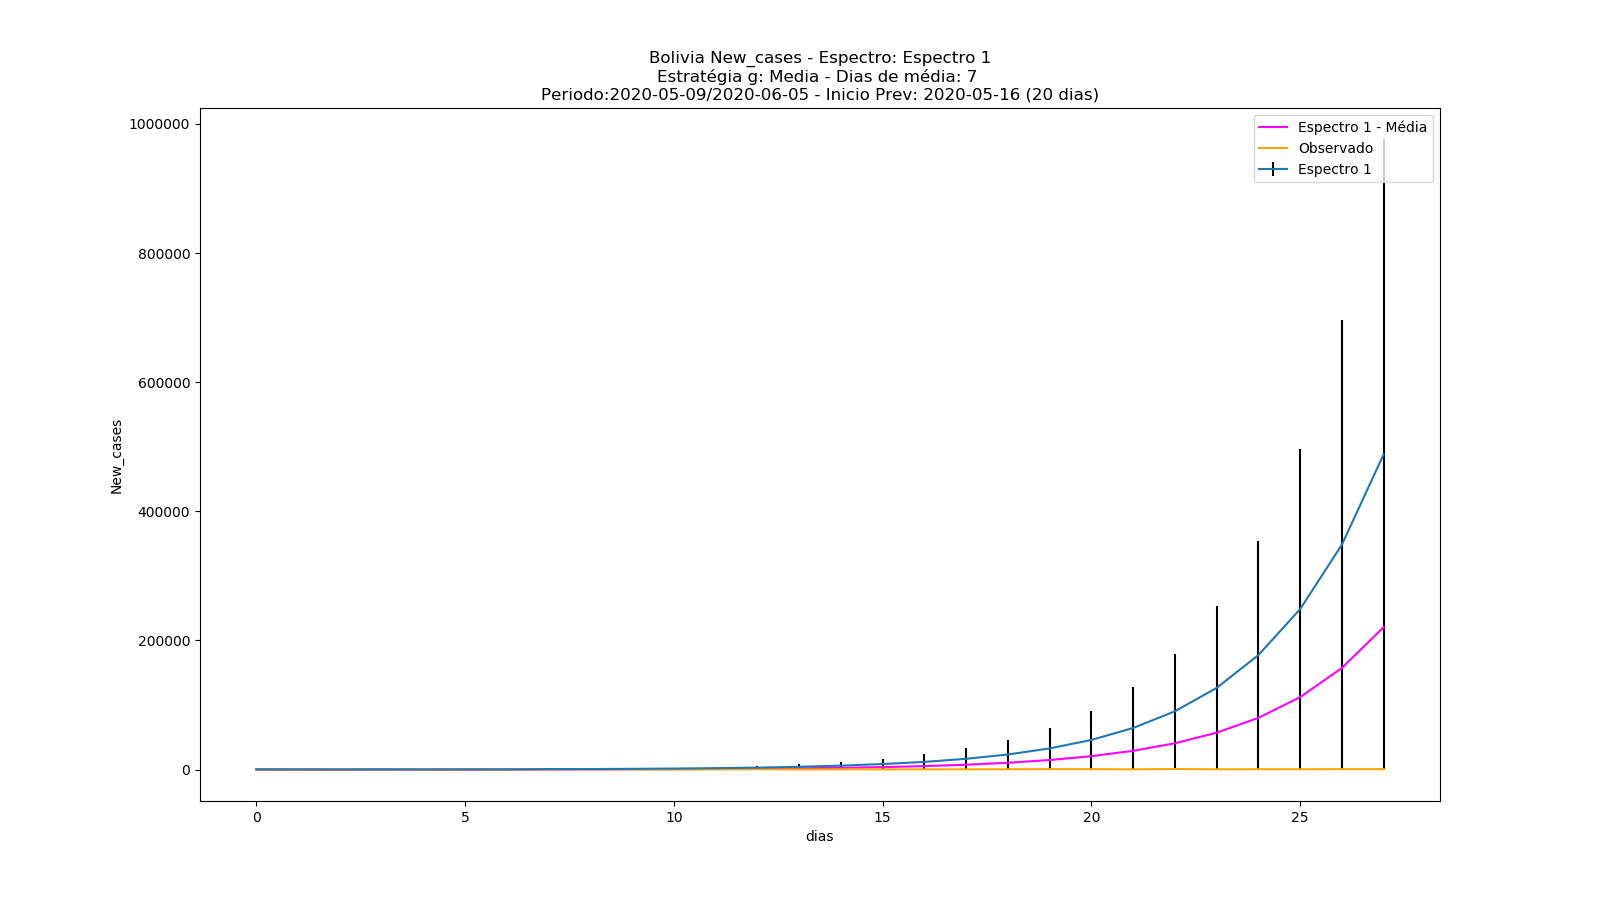 Bolivia New_cases - Espectro: Espectro 1
Estratégia g: Media - Dias de média: 7
Periodo:2020-05-09/2020-06-05 - Inicio Prev: 2020-05-16 (20 dias)
Espectro 1 - Média
Observado
Espectro 1
1000000
800000
600000
400000
200000
0
New_cases
0 5 10 15 20 25
dias